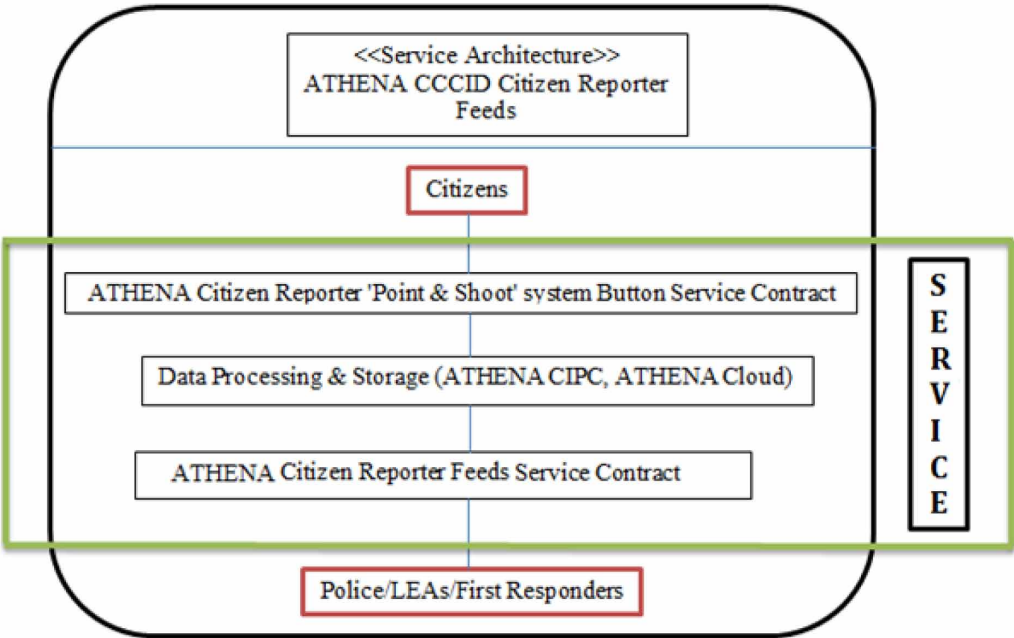 <<Service Architecture>>
ATHENA CCCID Citizen Reporter
Feeds
Citizens
ATHENA Citizen Reporter 'Point & Shoot' system Button Service Contract
Data Processing & Storage (ATHENA CIPC, ATHENA Cloud)
ATHENA Citizen Reporter Feeds Service Contract
Police/LEAs/First Responders
S
E
R
V
I
C
E